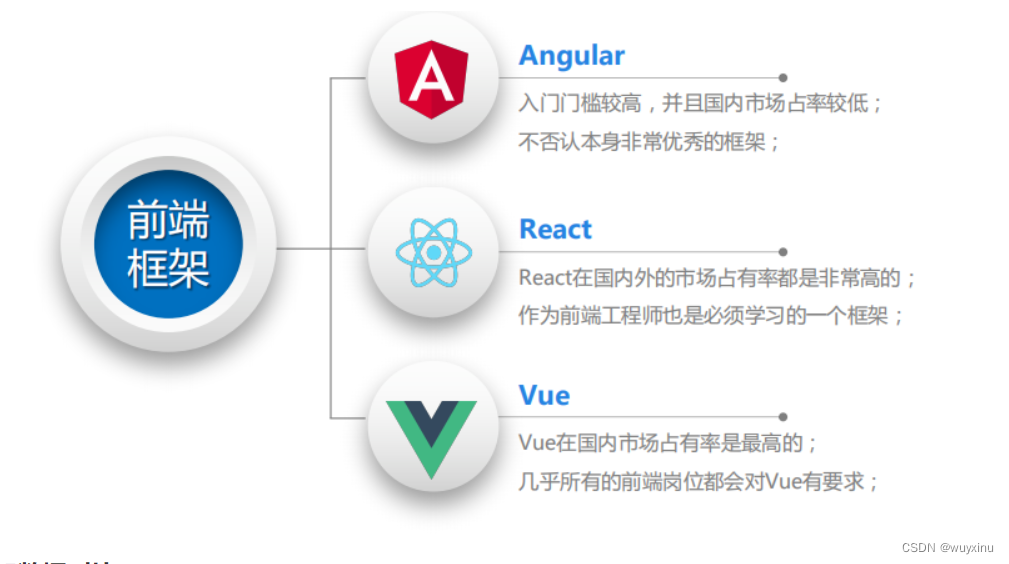 前端
框架
Angular
入门门槛较高，并且国内市场占率较低；
不否认本身非常优秀的框架；
React
React在国内外的市场占有率都是非常高的；
作为前端工程师也是必须学习的一个框架；
Vue
Vue在国内市场占有率是最高的；
几乎所有的前端岗位都会对Vue有要求；
CSDN @wuyxinu